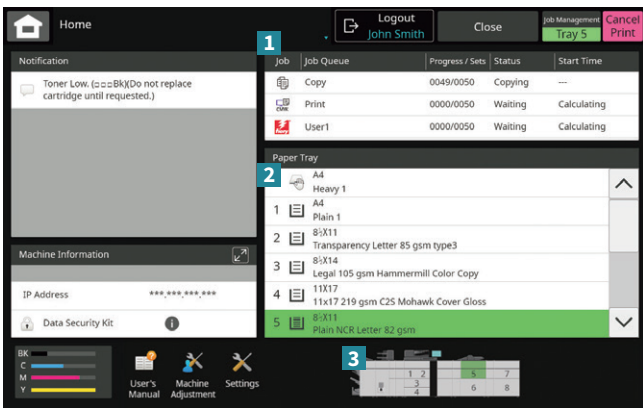 Home
Logout
John Smith
Close
Job Management
Tray 5
Cancel
Print
Notification
Toner Low. (□□□Bk)(Do not replace
cartridge until requested.)
1
Job Job Queue Progress / Sets Status Start Time
Copy 0049/0050 Copying ---
Print 0000/0050 Waiting Calculating
User1 0000/0050 Waiting Calculating
Paper Tray
2
A4
Heavy 1
1 A4
Plain 1
2 8½X11
Transparency Letter 85 gsm type3
3 8½X14
Legal 105 gsm Hammermill Color Copy
4 11X17
11x17 219 gsm C2S Mohawk Cover Gloss
5 8½X11
Plain NCR Letter 82 gsm
Machine Information
IP Address ***.***.***.***
Data Security Kit
BK
C
M
Y
User's
Manual
Machine
Adjustment
Settings
3
1 2 5 7
3
4 6 8